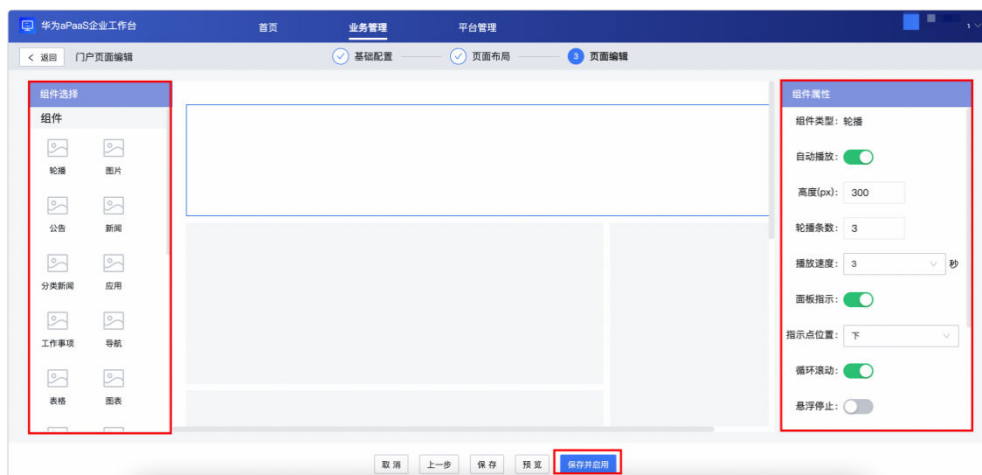 华为aPaaS企业工作台 首页 业务管理 平台管理
< 返回 门户页面编辑 基础配置 页面布局 3 页面编辑
组件选择
组件
轮播 图片
公告 新闻
分类新闻 应用
工作事项 导航
表格 图表
组件属性
组件类型: 轮播
自动播放:
高度(px): 300
轮播条数: 3
播放速度: 3 秒
面板指示:
指示点位置: 下
循环滚动:
悬浮停止:
取消 上一步 保存 预览 保存并启用